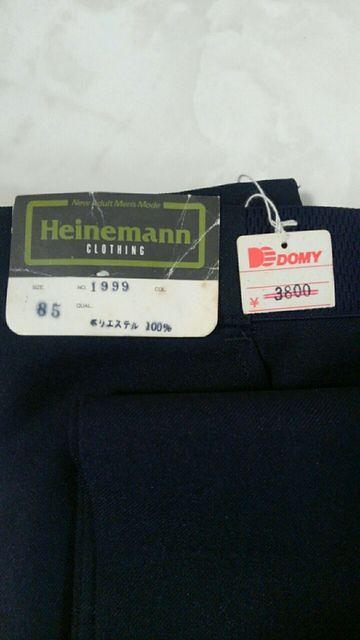 New Adult Men's Mode
Heinemann
CLOTHING
SIZE NO. 1999 COL.
85 QUAL.
ポリエステル 100%
DE DOMY
¥ 3800